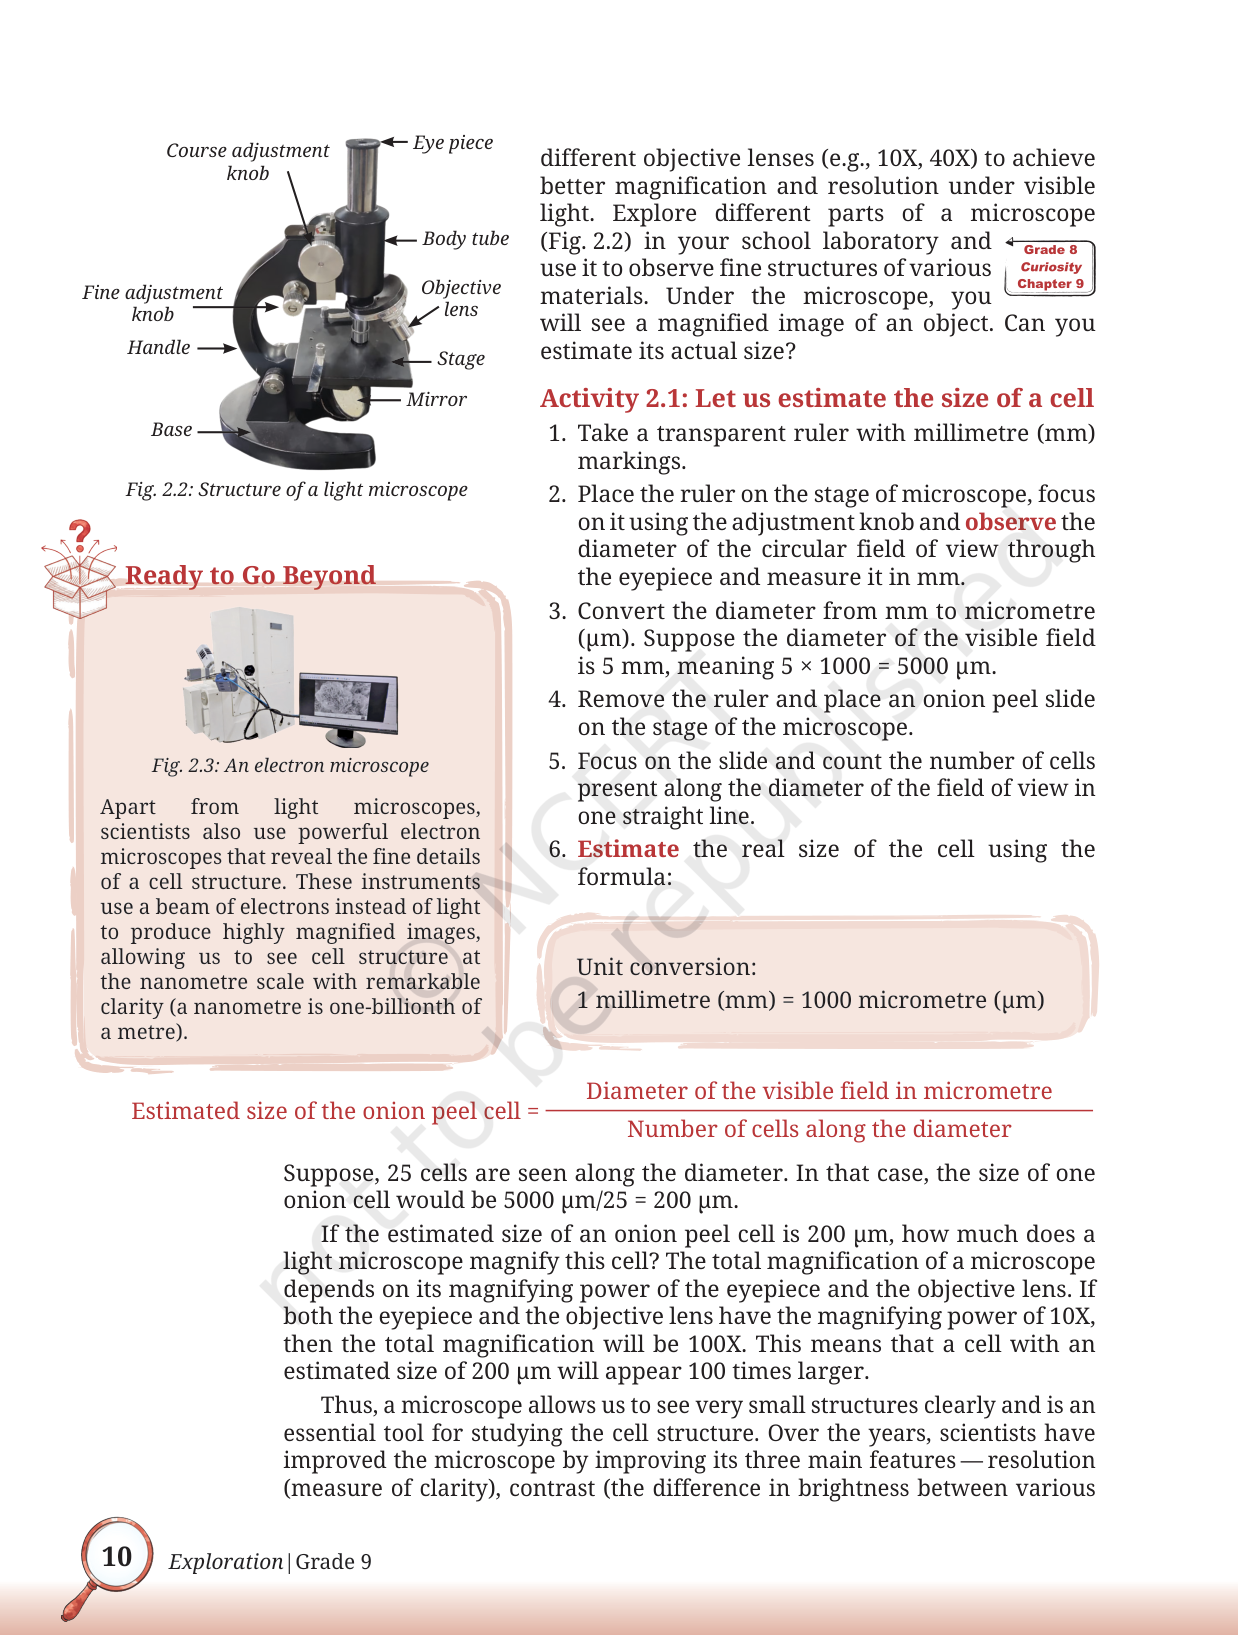 Course adjustment
knob
Eye piece
Body tube
Objective
lens
Fine adjustment
knob
Handle
Stage
Mirror
Base
Fig. 2.2: Structure of a light microscope
?
Ready to Go Beyond
Fig. 2.3: An electron microscope
Apart from light microscopes,
scientists also use powerful electron
microscopes that reveal the fine details
of a cell structure. These instruments
use a beam of electrons instead of light
to produce highly magnified images,
allowing us to see cell structure at
the nanometre scale with remarkable
clarity (a nanometre is one-billionth of
a metre).
different objective lenses (e.g., 10X, 40X) to achieve
better magnification and resolution under visible
light. Explore different parts of a microscope
(Fig. 2.2) in your school laboratory and
use it to observe fine structures of various
materials. Under the microscope, you
will see a magnified image of an object. Can you
estimate its actual size?
Grade 8
Curiosity
Chapter 9
Activity 2.1: Let us estimate the size of a cell
1. Take a transparent ruler with millimetre (mm)
markings.
2. Place the ruler on the stage of microscope, focus
on it using the adjustment knob and observe the
diameter of the circular field of view through
the eyepiece and measure it in mm.
3. Convert the diameter from mm to micrometre
(µm). Suppose the diameter of the visible field
is 5 mm, meaning 5 × 1000 = 5000 µm.
4. Remove the ruler and place an onion peel slide
on the stage of the microscope.
5. Focus on the slide and count the number of cells
present along the diameter of the field of view in
one straight line.
6. Estimate the real size of the cell using the
formula:
Unit conversion:
1 millimetre (mm) = 1000 micrometre (µm)
Estimated size of the onion peel cell =
Diameter of the visible field in micrometre
Number of cells along the diameter
Suppose, 25 cells are seen along the diameter. In that case, the size of one
onion cell would be 5000 µm/25 = 200 µm.
If the estimated size of an onion peel cell is 200 µm, how much does a
light microscope magnify this cell? The total magnification of a microscope
depends on its magnifying power of the eyepiece and the objective lens. If
both the eyepiece and the objective lens have the magnifying power of 10X,
then the total magnification will be 100X. This means that a cell with an
estimated size of 200 µm will appear 100 times larger.
Thus, a microscope allows us to see very small structures clearly and is an
essential tool for studying the cell structure. Over the years, scientists have
improved the microscope by improving its three main features — resolution
(measure of clarity), contrast (the difference in brightness between various
10
Exploration|Grade 9
© NCERT
not to be republished